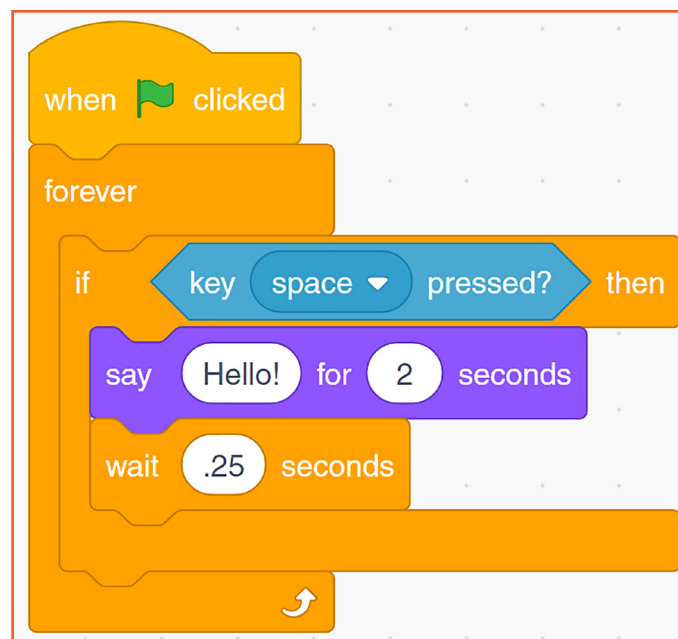 when clicked
forever
if key space pressed? then
say Hello! for 2 seconds
wait .25 seconds